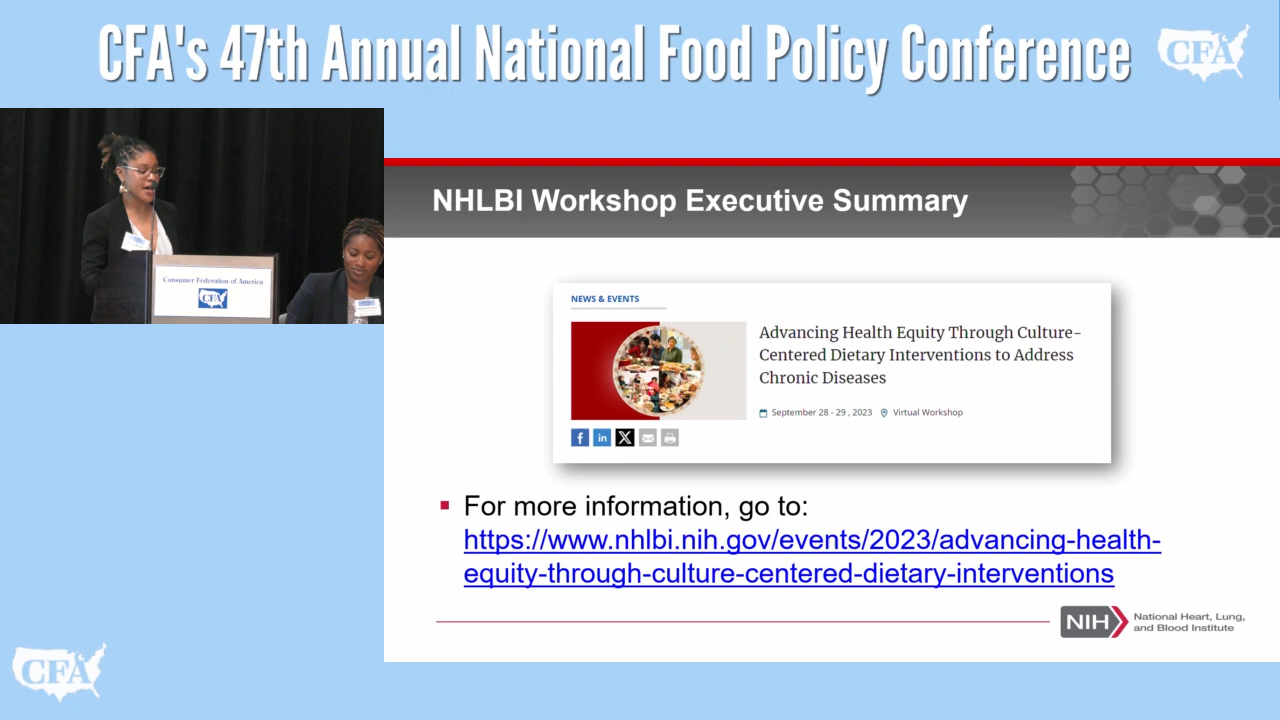 CFA's 47th Annual National Food Policy Conference
CFA
Consumer Federation of America
CFA
NHLBI Workshop Executive Summary
NEWS & EVENTS
Advancing Health Equity Through Culture-
Centered Dietary Interventions to Address
Chronic Diseases
September 28 - 29 , 2023 Virtual Workshop
f in X
For more information, go to:
https://www.nhlbi.nih.gov/events/2023/advancing-health-
equity-through-culture-centered-dietary-interventions
NIH National Heart, Lung,
and Blood Institute
CFA